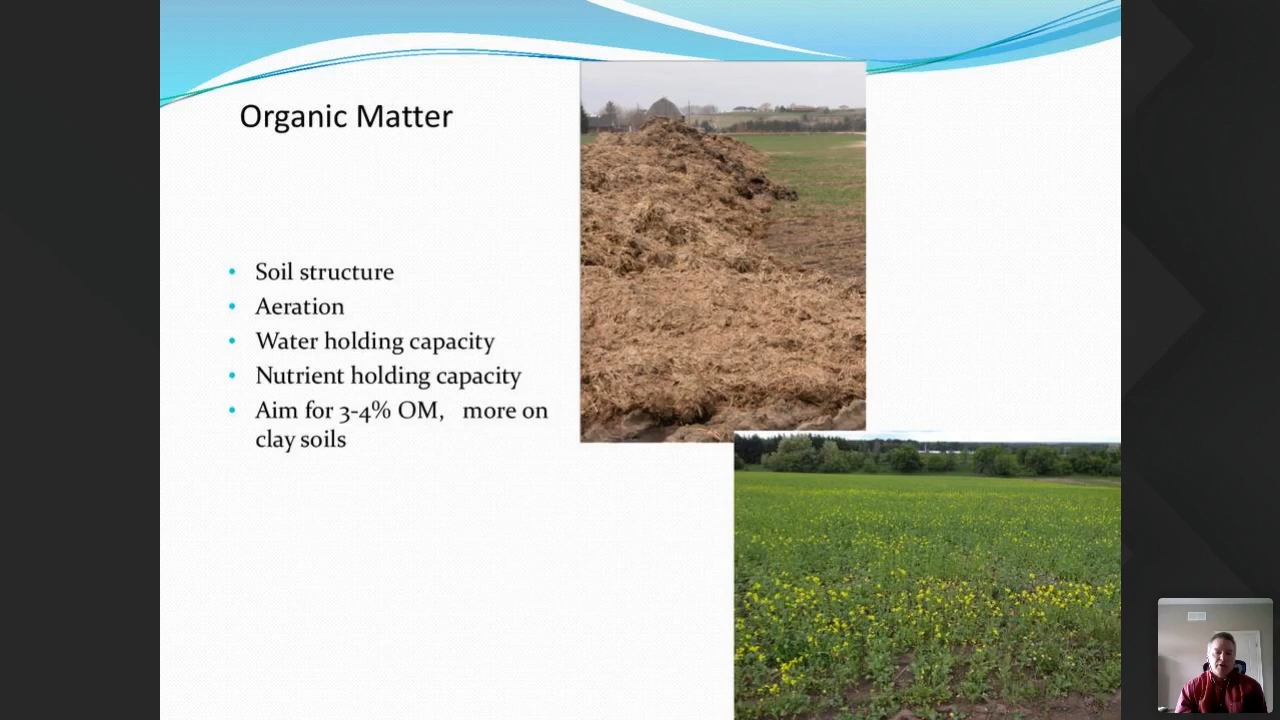 Organic Matter
Soil structure
Aeration
Water holding capacity
Nutrient holding capacity
Aim for 3-4% OM, more on
clay soils